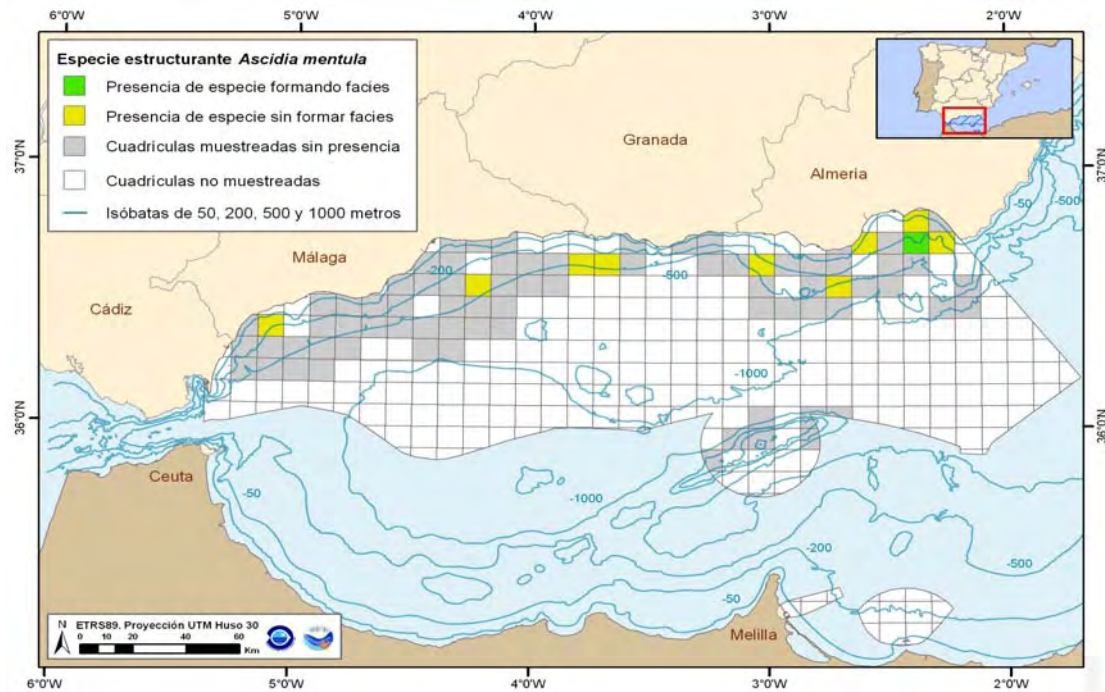 6°0'W 5°0'W 4°0'W 3°0'W 2°0'W
Especie estructurante Ascidia mentula
Presencia de especie formando facies
Presencia de especie sin formar facies
Cuadriculas muestreadas sin presencia
Cuadriculas no muestreadas
Isóbatas de 50, 200, 500 y 1000 metros
37°0'N
37°0'N
Granada
Almeria
-50
-500
Málaga
-200
-500
Cádiz
-1000
36°0'N
36°0'N
Ceuta
-50
-1000
-200
-500
-50
Melilla
N
ETRS89. Proyección UTM Huso 30
0 10 20 40 60
Km
6°0'W 5°0'W 4°0'W 3°0'W 2°0'W